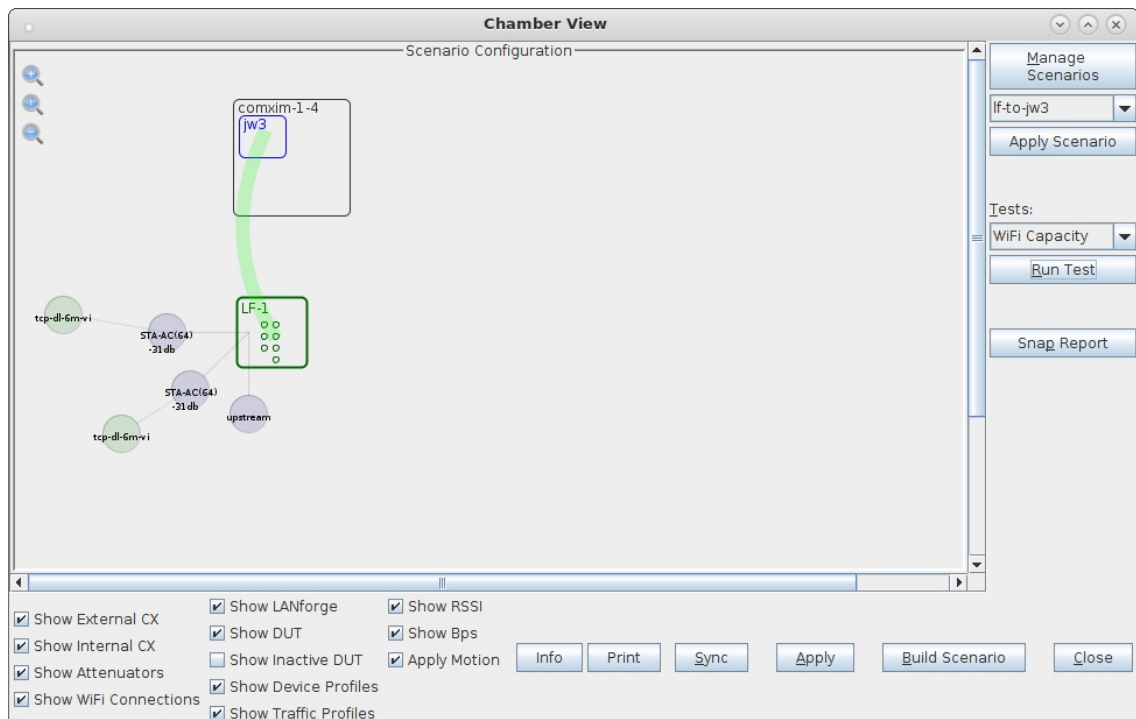 Chamber View
Scenario Configuration
comxim-1-4
jw3
LF-1
tcp-dl-6m-vi
STA-AC(64)
-31db
STA-AC(64)
-31db
upstream
tcp-dl-6m-vi
Manage
Scenarios
lf-to-jw3
Apply Scenario
Tests:
WiFi Capacity
Run Test
Snap Report
Show External CX
Show Internal CX
Show Attenuators
Show WiFi Connections
Show LANforge
Show DUT
Show Inactive DUT
Show Device Profiles
Show Traffic Profiles
Show RSSI
Show Bps
Apply Motion
Info
Print
Sync
Apply
Build Scenario
Close